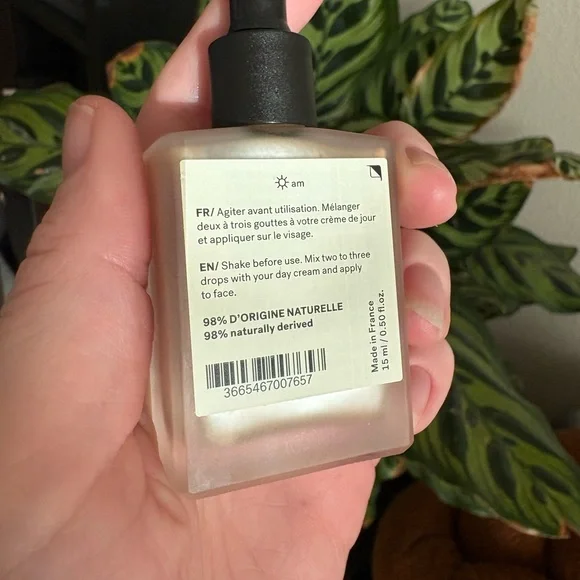 am
FR/ Agiter avant utilisation. Mélanger
deux à trois gouttes à votre crème de jour
et appliquer sur le visage.
EN/ Shake before use. Mix two to three
drops with your day cream and apply
to face.
98% D'ORIGINE NATURELLE
98% naturally derived
3665467007657
Made in France
15 ml / 0.50 fl.oz.